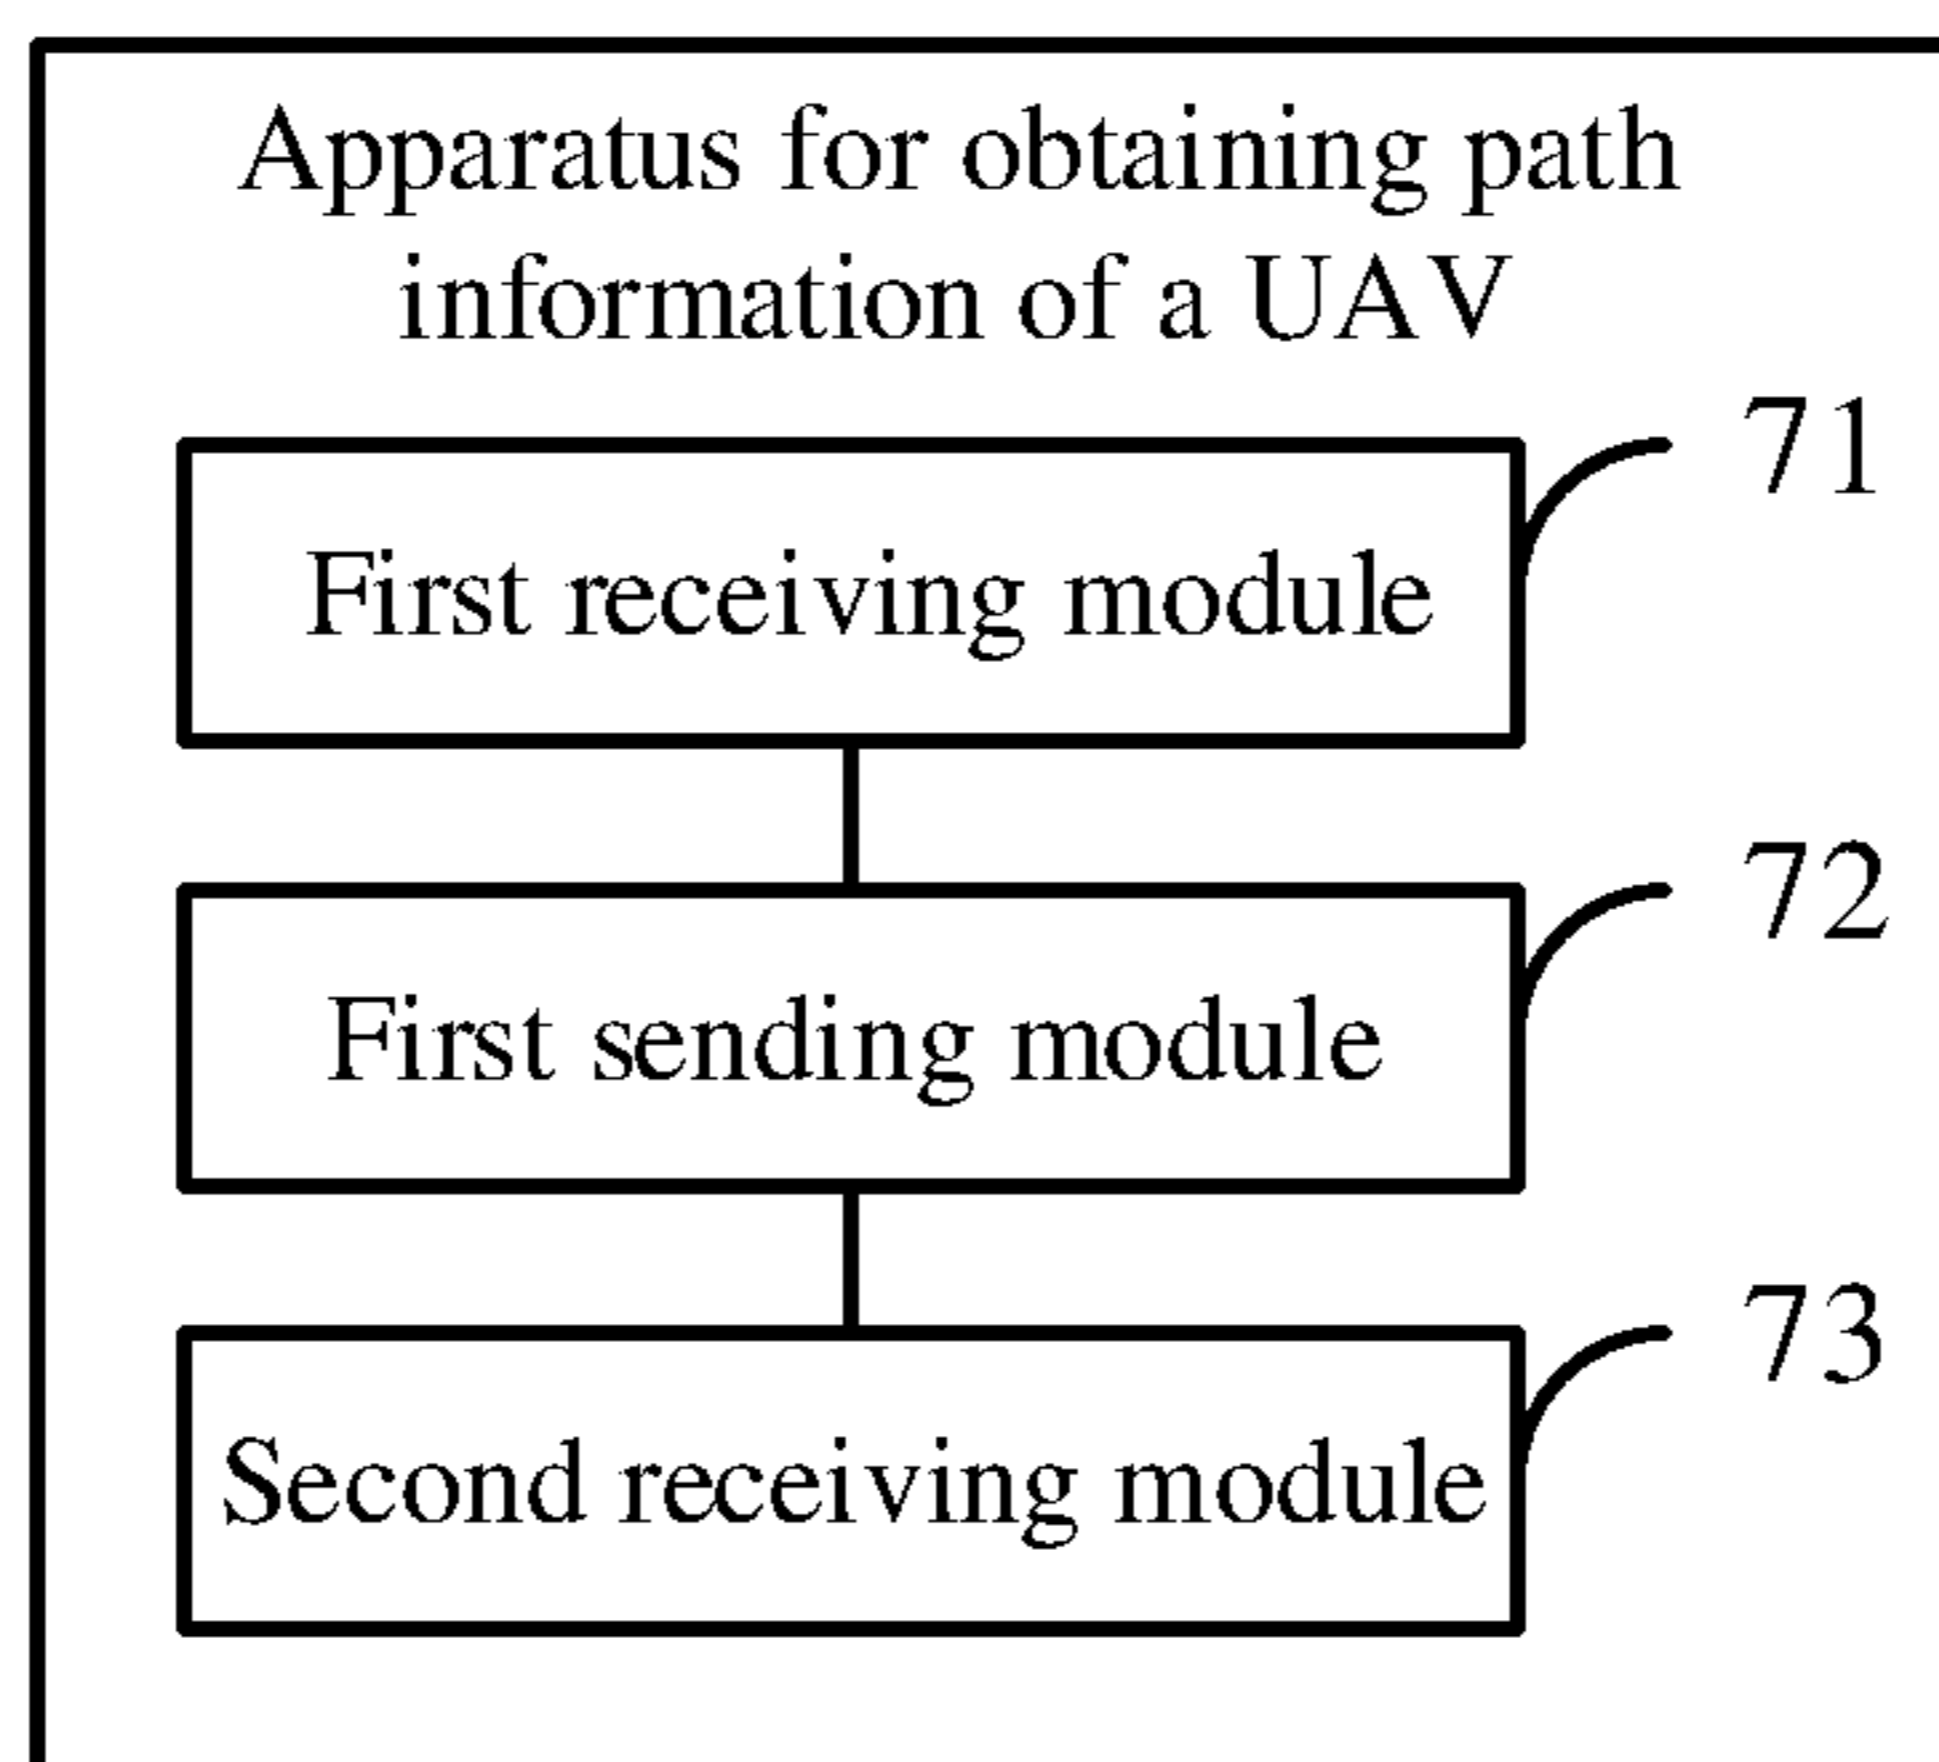 Apparatus for obtaining path
information of a UAV
71
First receiving module
72
First sending module
73
Second receiving module